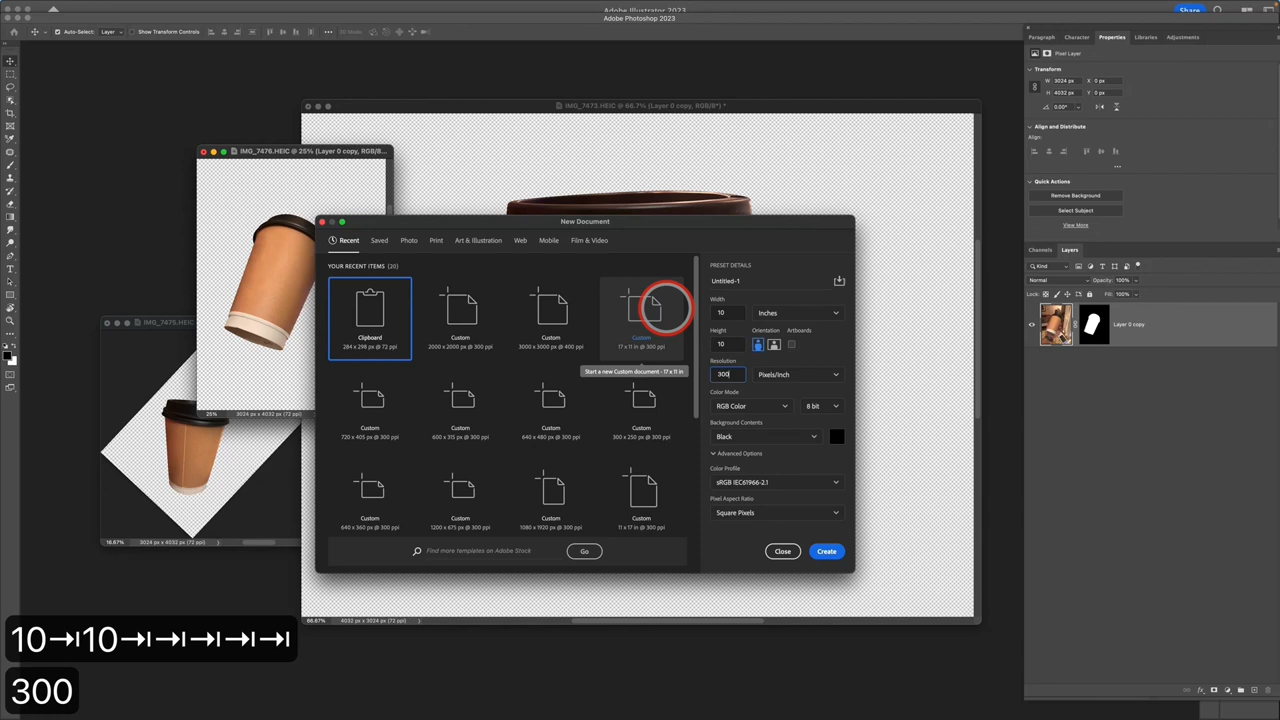 Adobe Illustrator 2023
Share
Adobe Photoshop 2023
Auto-Select: Layer
Show Transform Controls
3D Mode:
Paragraph
Character
Properties
Libraries
Adjustments
Pixel Layer
Transform
W 3024 px
X 0 px
H 4032 px
Y 0 px
0.00°
Align and Distribute
Align:
Quick Actions
Remove Background
Select Subject
View More
Channels
Layers
Kind
Normal
Opacity: 100%
Lock:
Fill: 100%
Layer 0 copy
IMG_7473.HEIC @ 66.7% (Layer 0 copy, RGB/8*) *
IMG_7476.HEIC @ 25% (Layer 0 copy, RGB/8...
25%
3024 px x 4032 px (72 ppi)
IMG_7475.HEIC
16.67%
3024 px x 4032 px (72 ppi)
66.67%
4032 px x 3024 px (72 ppi)
New Document
Recent
Saved
Photo
Print
Art & Illustration
Web
Mobile
Film & Video
YOUR RECENT ITEMS (20)
Clipboard
284 x 298 px @ 72 ppi
Custom
2000 x 2000 px @ 300 ppi
Custom
3000 x 3000 px @ 400 ppi
Custom
17 x 11 in @ 300 ppi
Start a new Custom document - 17 x 11 in
Custom
720 x 405 px @ 300 ppi
Custom
600 x 315 px @ 300 ppi
Custom
640 x 480 px @ 300 ppi
Custom
300 x 250 px @ 300 ppi
Custom
640 x 360 px @ 300 ppi
Custom
1200 x 675 px @ 300 ppi
Custom
1080 x 1920 px @ 300 ppi
Custom
11 x 17 in @ 300 ppi
Find more templates on Adobe Stock
Go
PRESET DETAILS
Untitled-1
Width
10
Inches
Height
Orientation
Artboards
10
Resolution
300
Pixels/Inch
Color Mode
RGB Color
8 bit
Background Contents
Black
Advanced Options
Color Profile
sRGB IEC61966-2.1
Pixel Aspect Ratio
Square Pixels
Close
Create
10⇥10⇥⇥⇥⇥
300